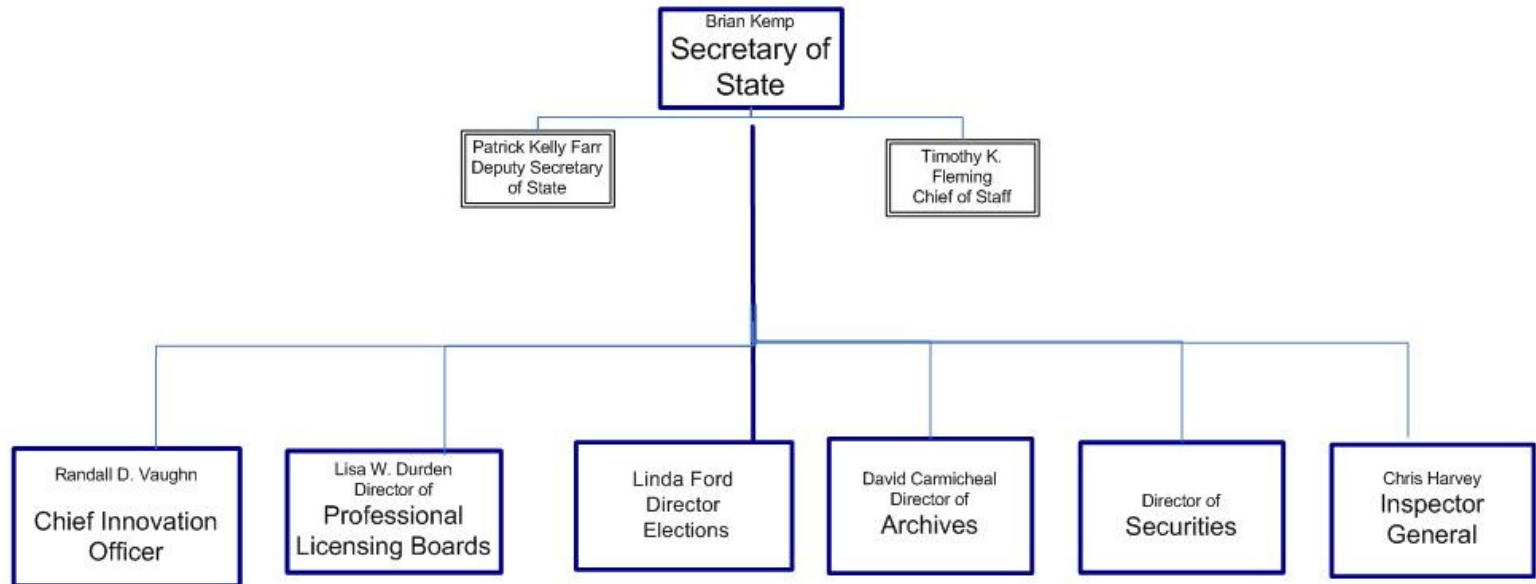 Brian Kemp
Secretary of
State
Patrick Kelly Farr
Deputy Secretary
of State
Timothy K.
Fleming
Chief of Staff
Randall D. Vaughn
Chief Innovation
Officer
Lisa W. Durden
Director of
Professional
Licensing Boards
Linda Ford
Director
Elections
David Carmicheal
Director of
Archives
Director of
Securities
Chris Harvey
Inspector
General